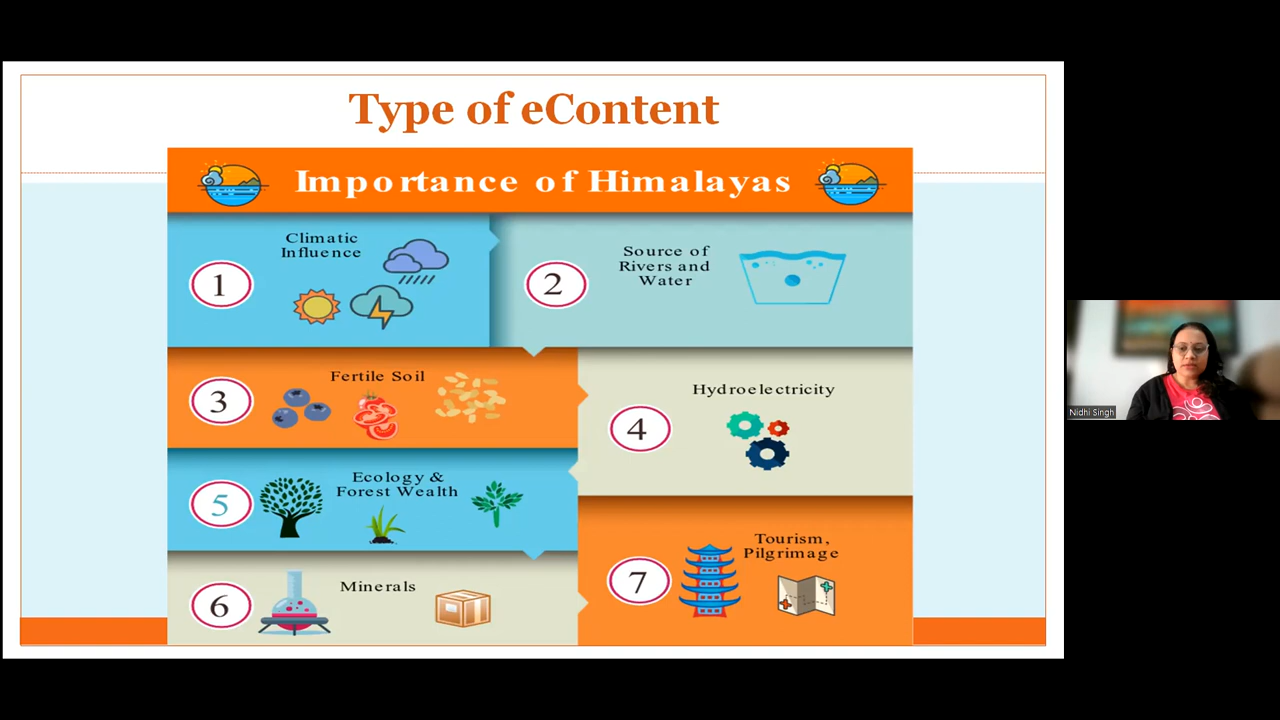 Type of eContent
Importance of Himalayas
1
Climatic
Influence
2
Source of
Rivers and
Water
3
Fertile Soil
4
Hydroelectricity
5
Ecology &
Forest Wealth
6
Minerals
7
Tourism,
Pilgrimage
Nidhi Singh